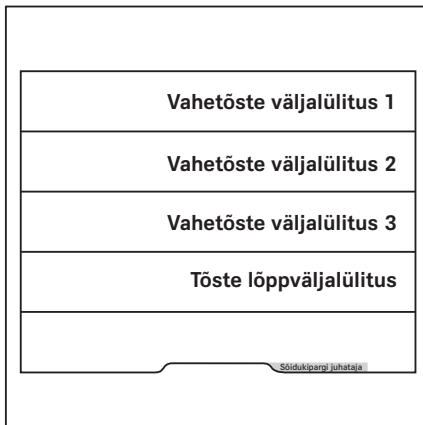 Vahetõste väljalülitus 1
Vahetõste väljalülitus 2
Vahetõste väljalülitus 3
Tõste lõppväljalülitus
Sõidukipargi juhataja